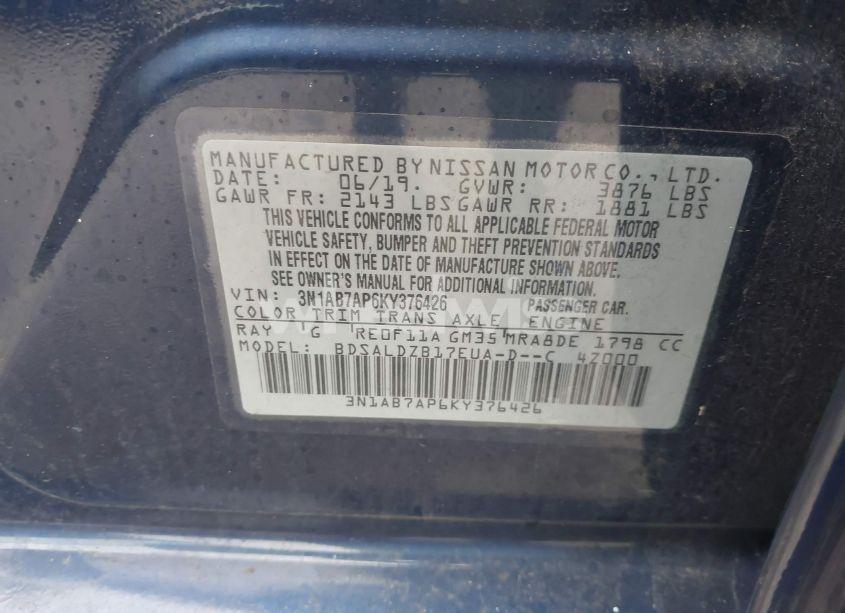 MANUFACTURED BY NISSAN MOTOR CO., LTD.
DATE: 06/19. GVWR: 3876 LBS
GAWR FR: 2143 LBS GAWR RR: 1881 LBS
THIS VEHICLE CONFORMS TO ALL APPLICABLE FEDERAL MOTOR
VEHICLE SAFETY, BUMPER AND THEFT PREVENTION STANDARDS
IN EFFECT ON THE DATE OF MANUFACTURE SHOWN ABOVE.
SEE OWNER'S MANUAL FOR ADDITIONAL INFORMATION.
VIN: 3N1AB7AP6KY376426 PASSENGER CAR.
COLOR TRIM TRANS AXLE ENGINE
RAY G RE0F11A GM35 MRA8DE 1798 CC
MODEL: BDSALDZB17EUA-D--C 4Z000
3N1AB7AP6KY376426